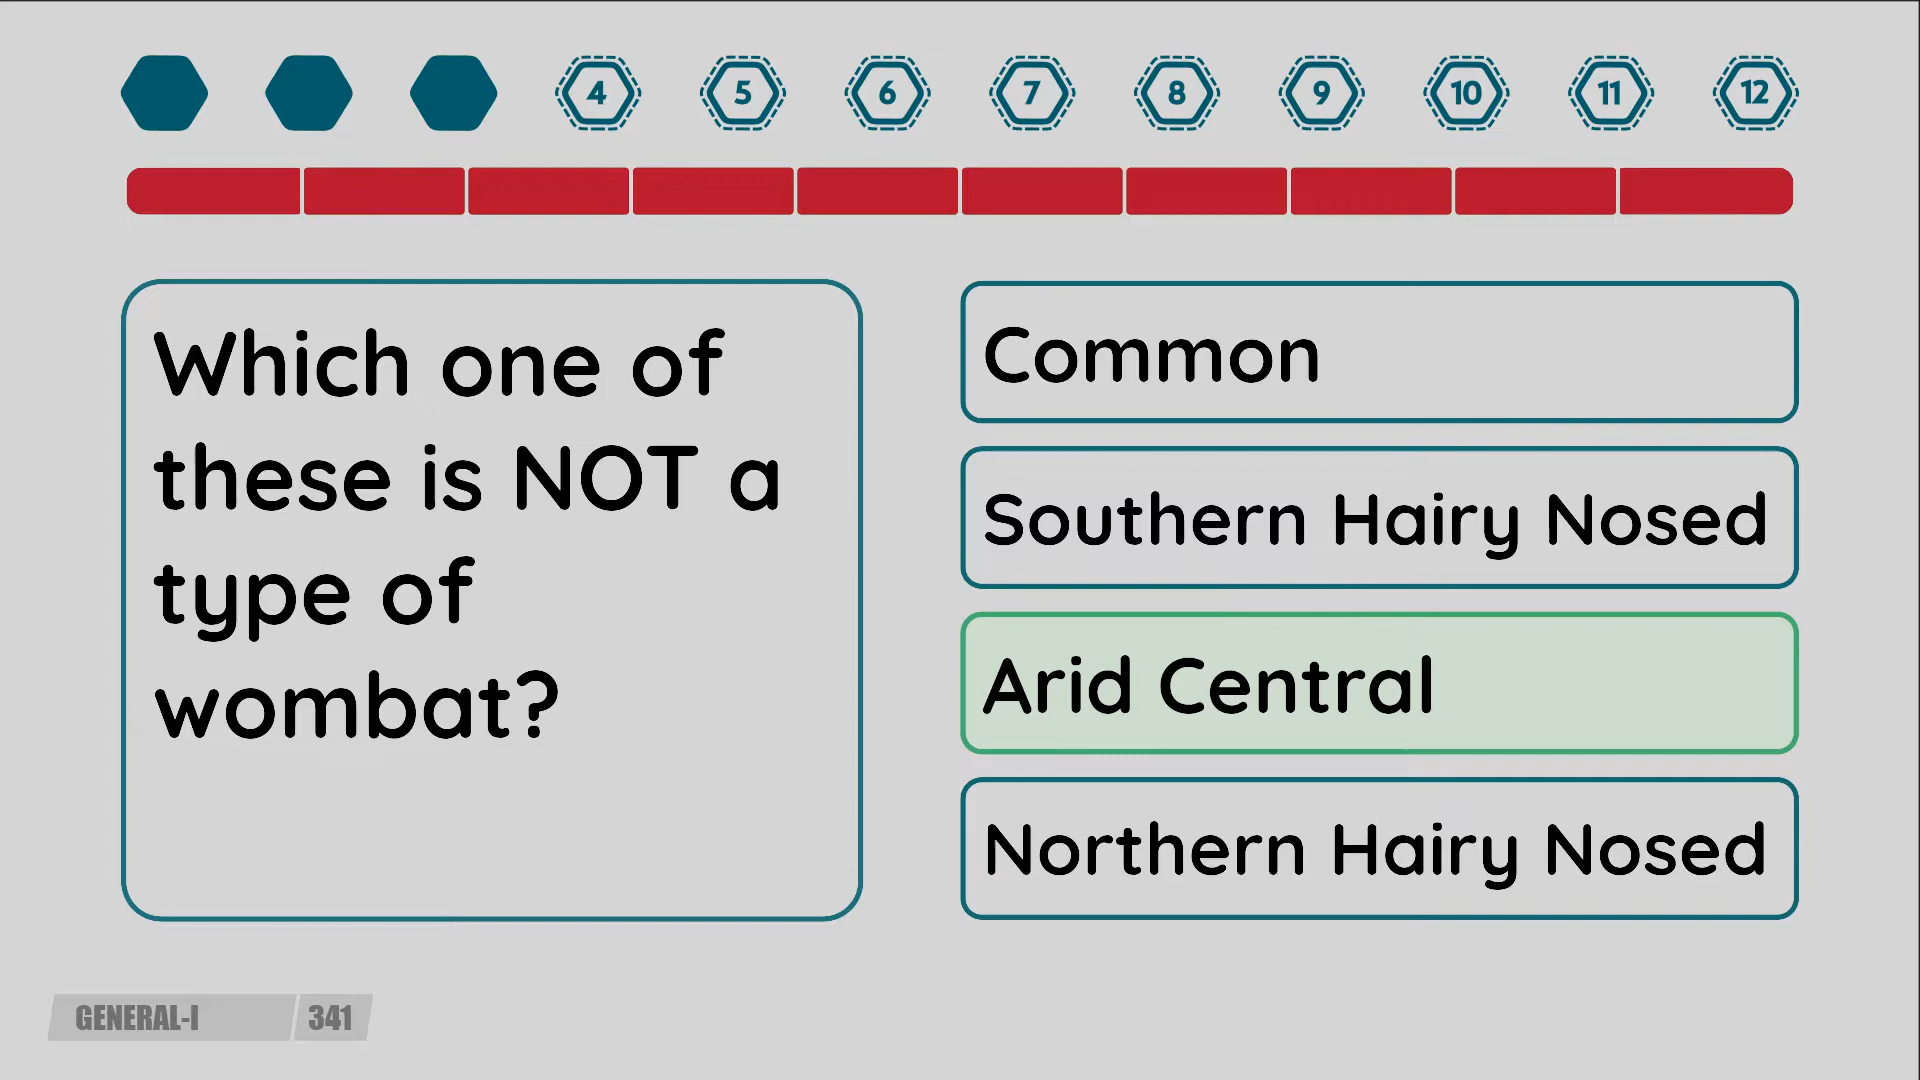 4 5 6 7 8 9 10 11 12
Which one of
these is NOT a
type of
wombat?
Common
Southern Hairy Nosed
Arid Central
Northern Hairy Nosed
GENERAL-I 341